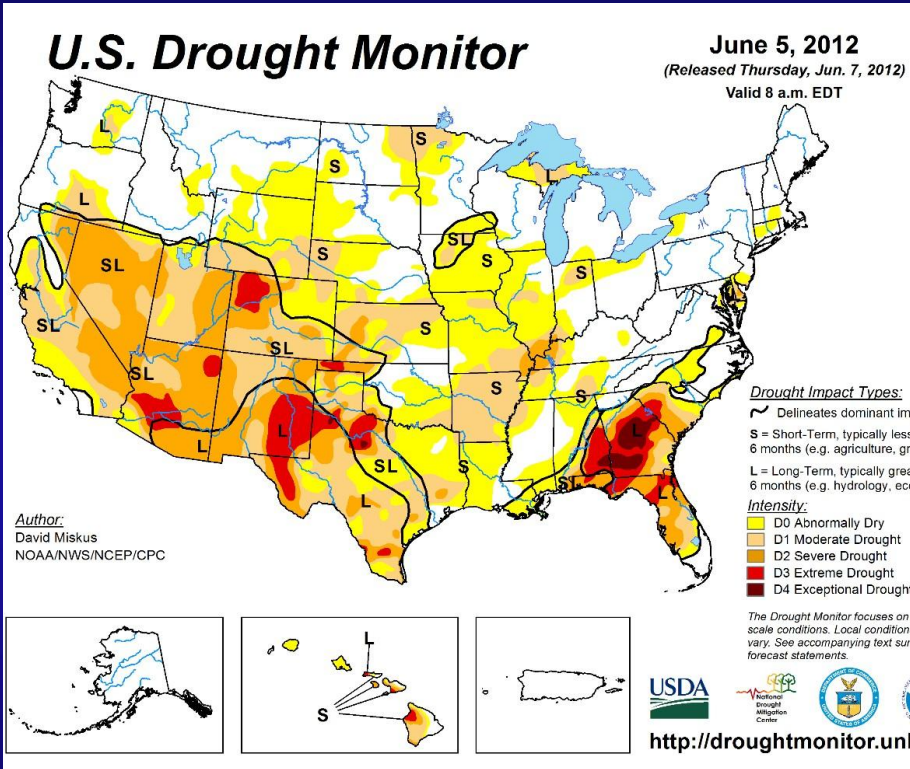 U.S. Drought Monitor
June 5, 2012
(Released Thursday, Jun. 7, 2012)
Valid 8 a.m. EDT
L
S
S
L
L
SL
S
S
SL
S
SL
S
SL
SL
S
S
L
L
L
SL
S
L
SL
L
Drought Impact Types:
Delineates dominant im
S = Short-Term, typically less
6 months (e.g. agriculture, gr
L = Long-Term, typically grea
6 months (e.g. hydrology, eco
Intensity:
D0 Abnormally Dry
D1 Moderate Drought
D2 Severe Drought
D3 Extreme Drought
D4 Exceptional Drought
Author:
David Miskus
NOAA/NWS/NCEP/CPC
The Drought Monitor focuses on
scale conditions. Local condition
vary. See accompanying text sum
forecast statements.
L
S
USDA
National
Drought
Mitigation
Center
http://droughtmonitor.unl